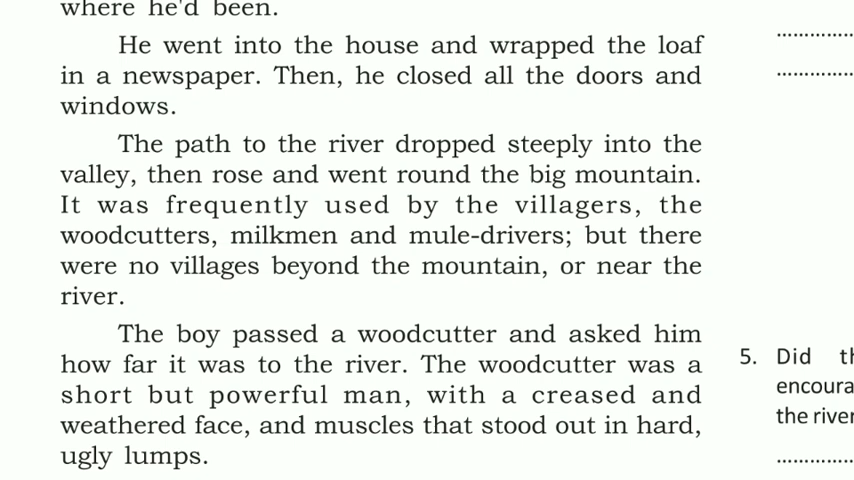 where he'd been.
He went into the house and wrapped the loaf
in a newspaper. Then, he closed all the doors and
windows.
The path to the river dropped steeply into the
valley, then rose and went round the big mountain.
It was frequently used by the villagers, the
woodcutters, milkmen and mule-drivers; but there
were no villages beyond the mountain, or near the
river.
The boy passed a woodcutter and asked him
how far it was to the river. The woodcutter was a
short but powerful man, with a creased and
weathered face, and muscles that stood out in hard,
ugly lumps.
...............
...............
5. Did th
encoura
the river
...............